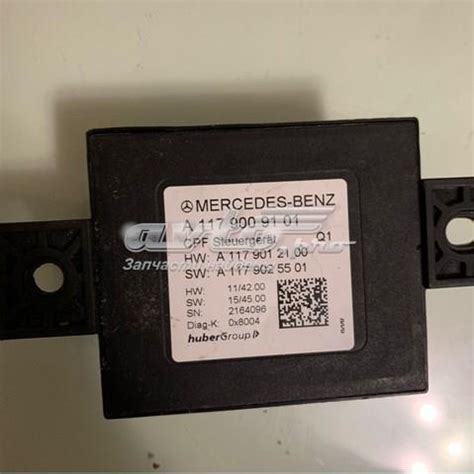 MERCEDES-BENZ
A 117 900 91 01
CPF Steuergerät Q1
HW: A 117 901 21 00
SW: A 117 902 55 01
HW: 11/42.00
SW: 15/45.00
SN: 2164096
Diag-K: 0x8004
huberGroup